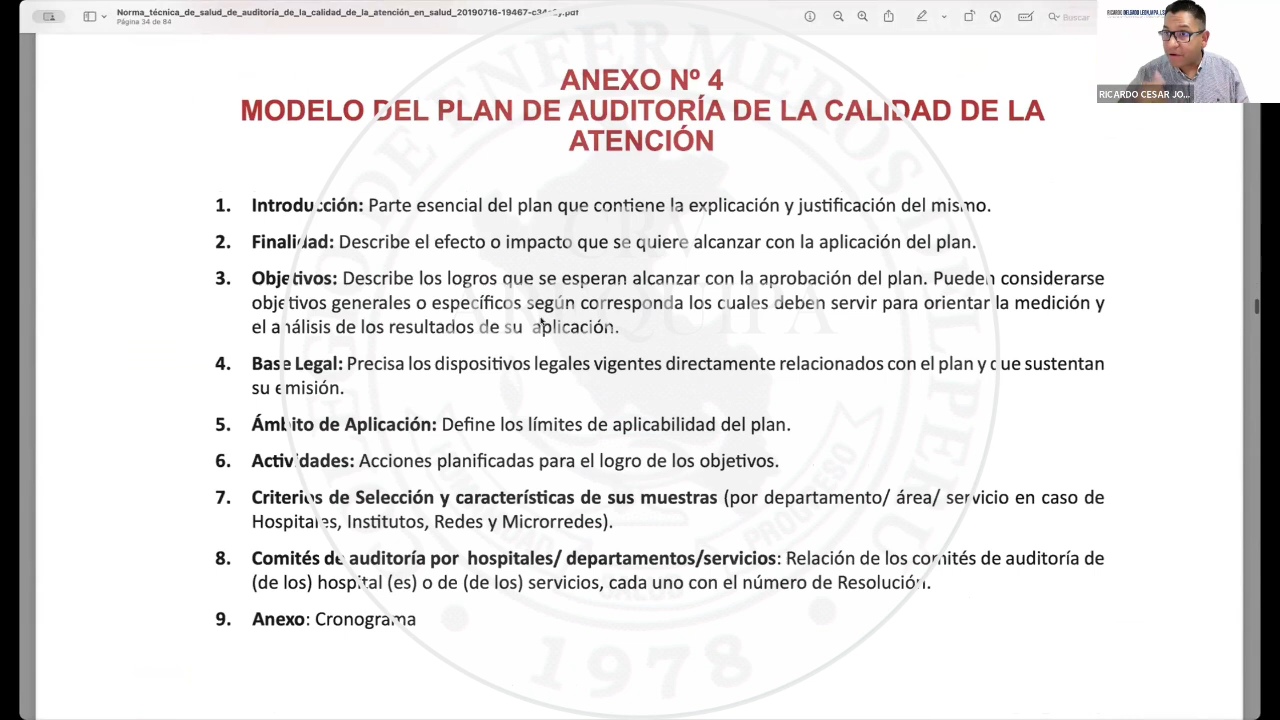 Norma_técnica_de_salud_de_auditoría_de_la_calidad_de_la_atención_en_salud_20190716-19467-
Página 34 de 84
Buscar
RICARDO CESAR JO...
ANEXO Nº 4
MODELO DEL PLAN DE AUDITORÍA DE LA CALIDAD DE LA
ATENCIÓN
1. Introducción: Parte esencial del plan que contiene la explicación y justificación del mismo.
2. Finalidad: Describe el efecto o impacto que se quiere alcanzar con la aplicación del plan.
3. Objetivos: Describe los logros que se esperan alcanzar con la aprobación del plan. Pueden considerarse
objetivos generales o específicos según corresponda los cuales deben servir para orientar la medición y
el análisis de los resultados de su aplicación.
4. Base Legal: Precisa los dispositivos legales vigentes directamente relacionados con el plan y que sustentan
su emisión.
5. Ámbito de Aplicación: Define los límites de aplicabilidad del plan.
6. Actividades: Acciones planificadas para el logro de los objetivos.
7. Criterios de Selección y características de sus muestras (por departamento/ área/ servicio en caso de
Hospitales, Institutos, Redes y Microrredes).
8. Comités de auditoría por hospitales/ departamentos/servicios: Relación de los comités de auditoría de
(de los) hospital (es) o de (de los) servicios, cada uno con el número de Resolución.
9. Anexo: Cronograma
1978